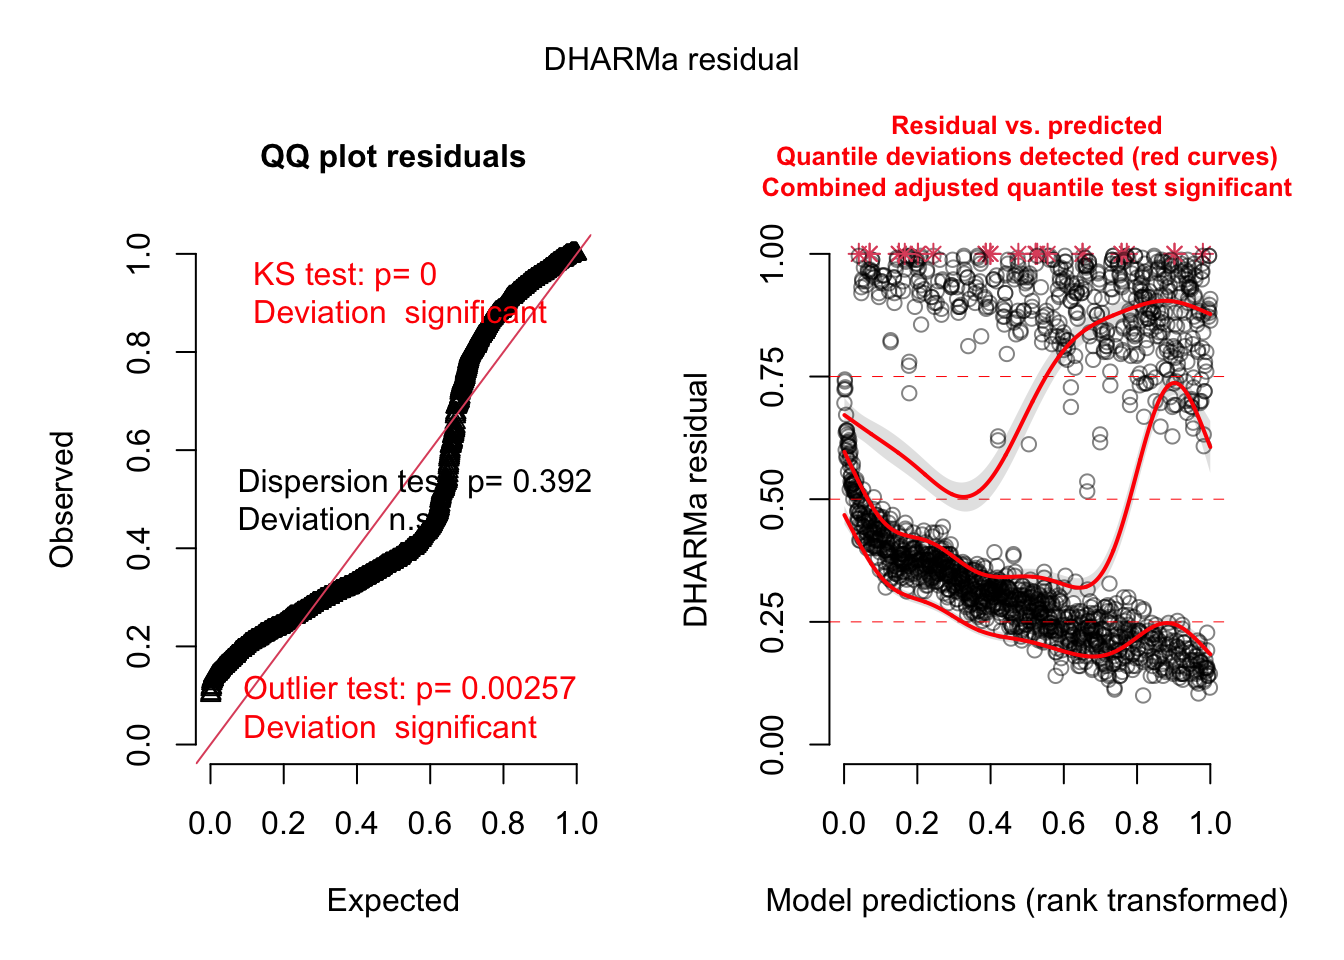 DHARMa residual
QQ plot residuals
KS test: p= 0
Deviation  significant
Dispersion test: p= 0.392
Deviation  n.s.
Outlier test: p= 0.00257
Deviation  significant
Observed
0.0 0.2 0.4 0.6 0.8 1.0
0.0 0.2 0.4 0.6 0.8 1.0
Expected
Residual vs. predicted
Quantile deviations detected (red curves)
Combined adjusted quantile test significant
DHARMa residual
0.00 0.25 0.50 0.75 1.00
0.0 0.2 0.4 0.6 0.8 1.0
Model predictions (rank transformed)